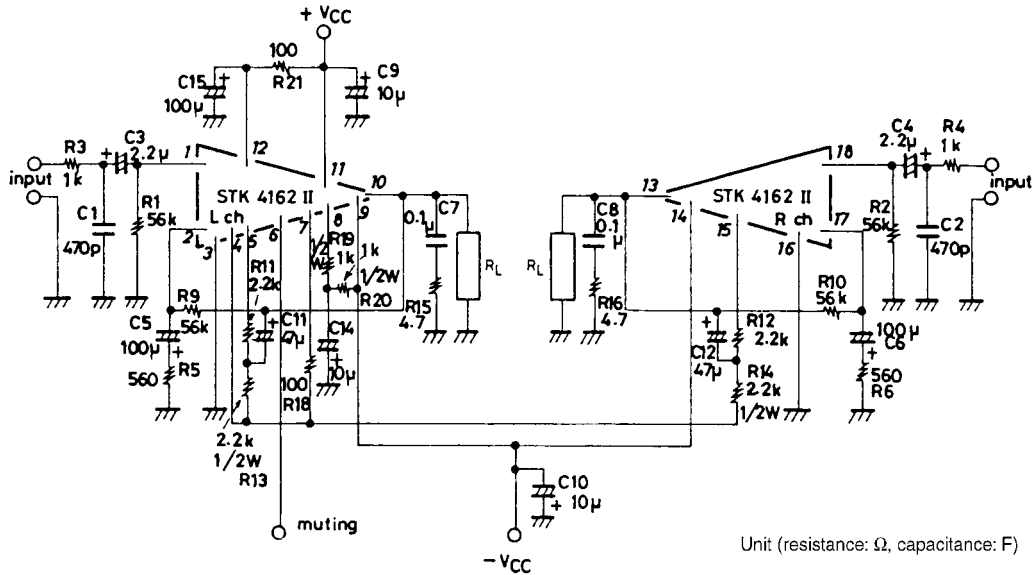 + VCC
100
R21
C15 +
100µ
+ C9
10µ
R3
1k
C3
+
2.2µ
input
C1
470p
R1
56k
1
12
11
10
STK 4162 II
L ch
2
3
4
5
6
7
8
9
R9
56k
C5
100µ
+
R5
560
R11
2.2k
C11
+
47µ
1/2
W
R19
1k
1k
1/2W
R20
C14
+
10µ
100
R18
2.2k
1/2W
R13
0.1µ
C7
R15
4.7
RL
muting
RL
C8
0.1
µ
R16
4.7
13
14
15
16
17
18
STK 4162 II
R ch
C4
2.2µ
+
R4
1k
input
R2
56k
C2
470p
R10
56k
100µ
C6
+
560
R6
+
C12
47µ
R12
2.2k
R14
2.2k
1/2W
C10
+ 10µ
− VCC
Unit (resistance: Ω, capacitance: F)